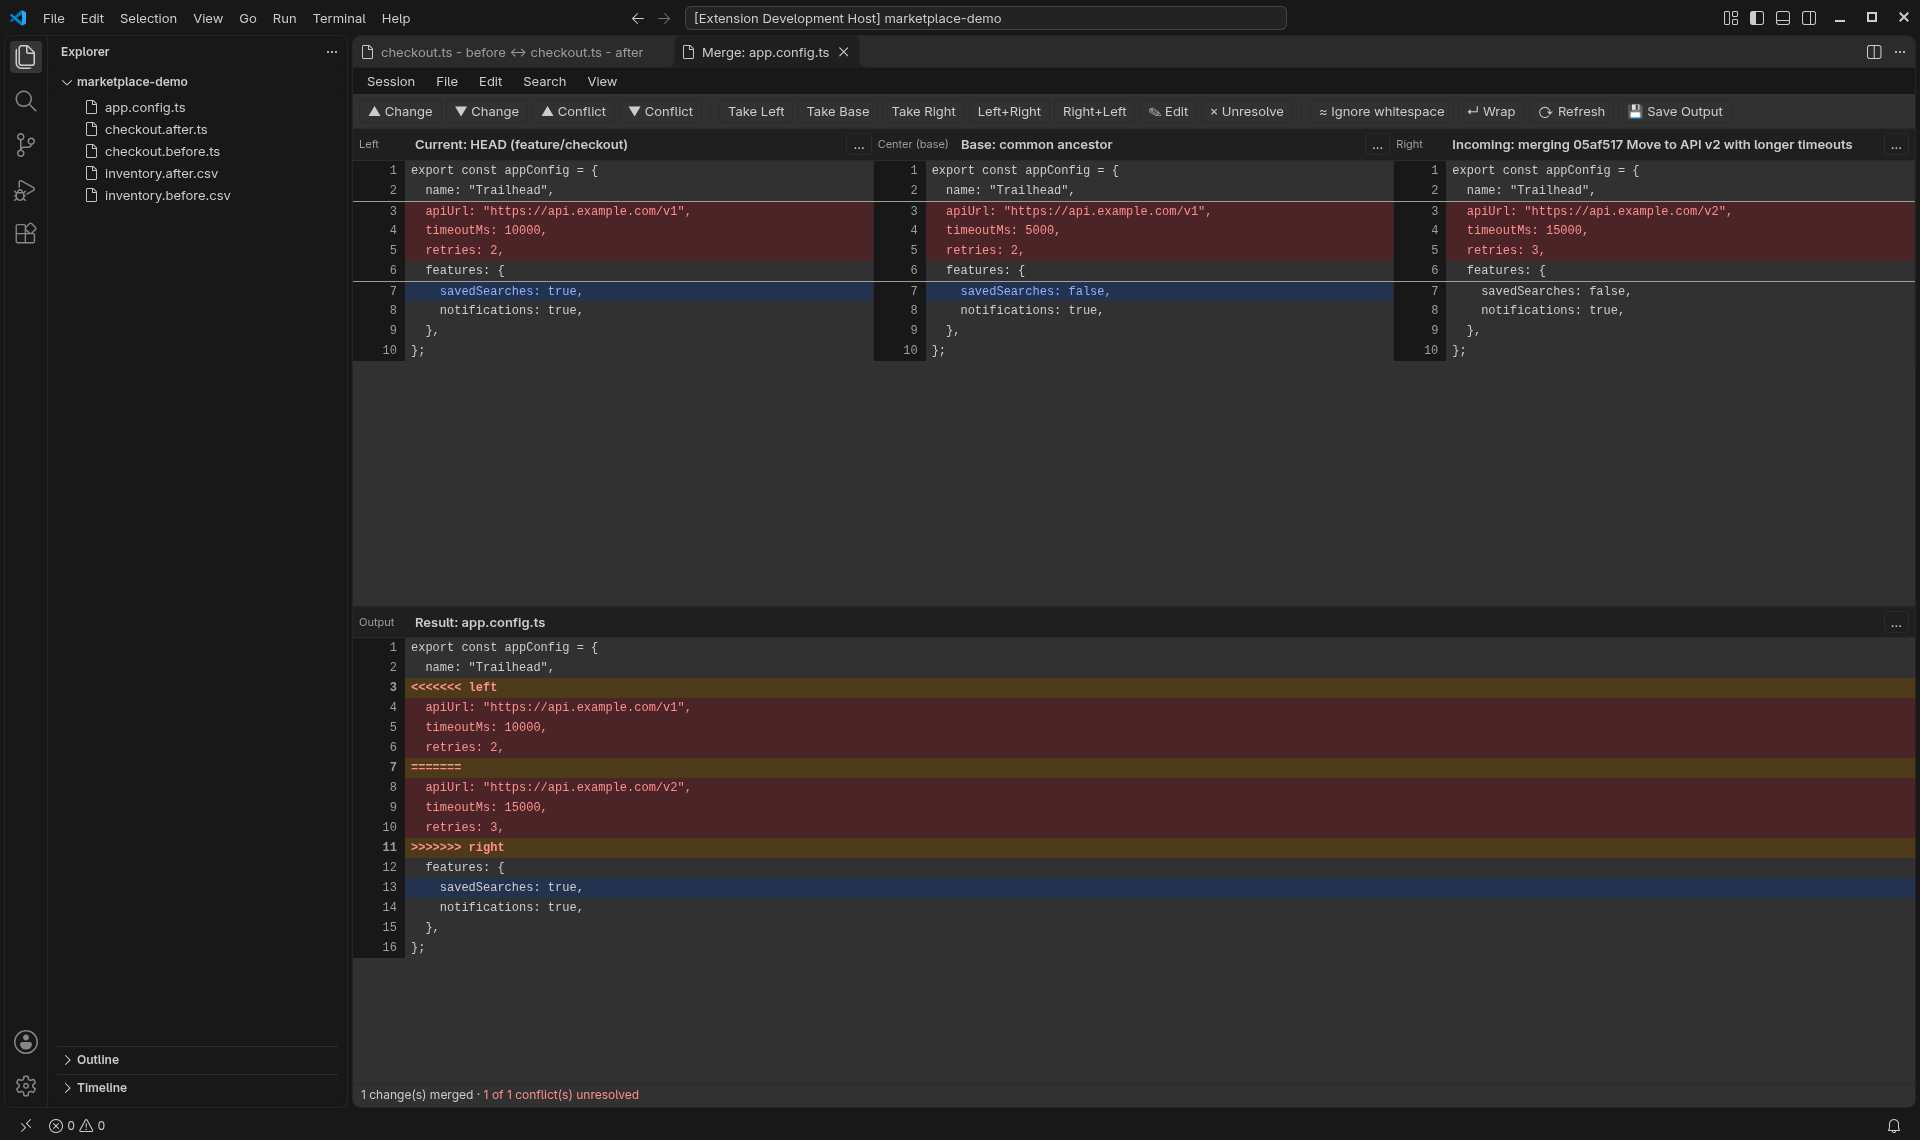 File Edit Selection View Go Run Terminal Help
[Extension Development Host] marketplace-demo
Explorer
marketplace-demo
app.config.ts
checkout.after.ts
checkout.before.ts
inventory.after.csv
inventory.before.csv
Outline
Timeline
checkout.ts - before ↔ checkout.ts - after
Merge: app.config.ts
Session File Edit Search View
▲ Change ▼ Change ▲ Conflict ▼ Conflict Take Left Take Base Take Right Left+Right Right+Left ✎ Edit × Unresolve ≈ Ignore whitespace ↵ Wrap ⟳ Refresh 💾 Save Output
Left Current: HEAD (feature/checkout) ...
1 export const appConfig = {
2 name: "Trailhead",
3 apiUrl: "https://api.example.com/v1",
4 timeoutMs: 10000,
5 retries: 2,
6 features: {
7 savedSearches: true,
8 notifications: true,
9 },
10 };
Center (base) Base: common ancestor ...
1 export const appConfig = {
2 name: "Trailhead",
3 apiUrl: "https://api.example.com/v1",
4 timeoutMs: 5000,
5 retries: 2,
6 features: {
7 savedSearches: false,
8 notifications: true,
9 },
10 };
Right Incoming: merging 05af517 Move to API v2 with longer timeouts ...
1 export const appConfig = {
2 name: "Trailhead",
3 apiUrl: "https://api.example.com/v2",
4 timeoutMs: 15000,
5 retries: 3,
6 features: {
7 savedSearches: false,
8 notifications: true,
9 },
10 };
Output Result: app.config.ts ...
1 export const appConfig = {
2 name: "Trailhead",
3 <<<<<<< left
4 apiUrl: "https://api.example.com/v1",
5 timeoutMs: 10000,
6 retries: 2,
7 =======
8 apiUrl: "https://api.example.com/v2",
9 timeoutMs: 15000,
10 retries: 3,
11 >>>>>>> right
12 features: {
13 savedSearches: true,
14 notifications: true,
15 },
16 };
1 change(s) merged · 1 of 1 conflict(s) unresolved
0 0